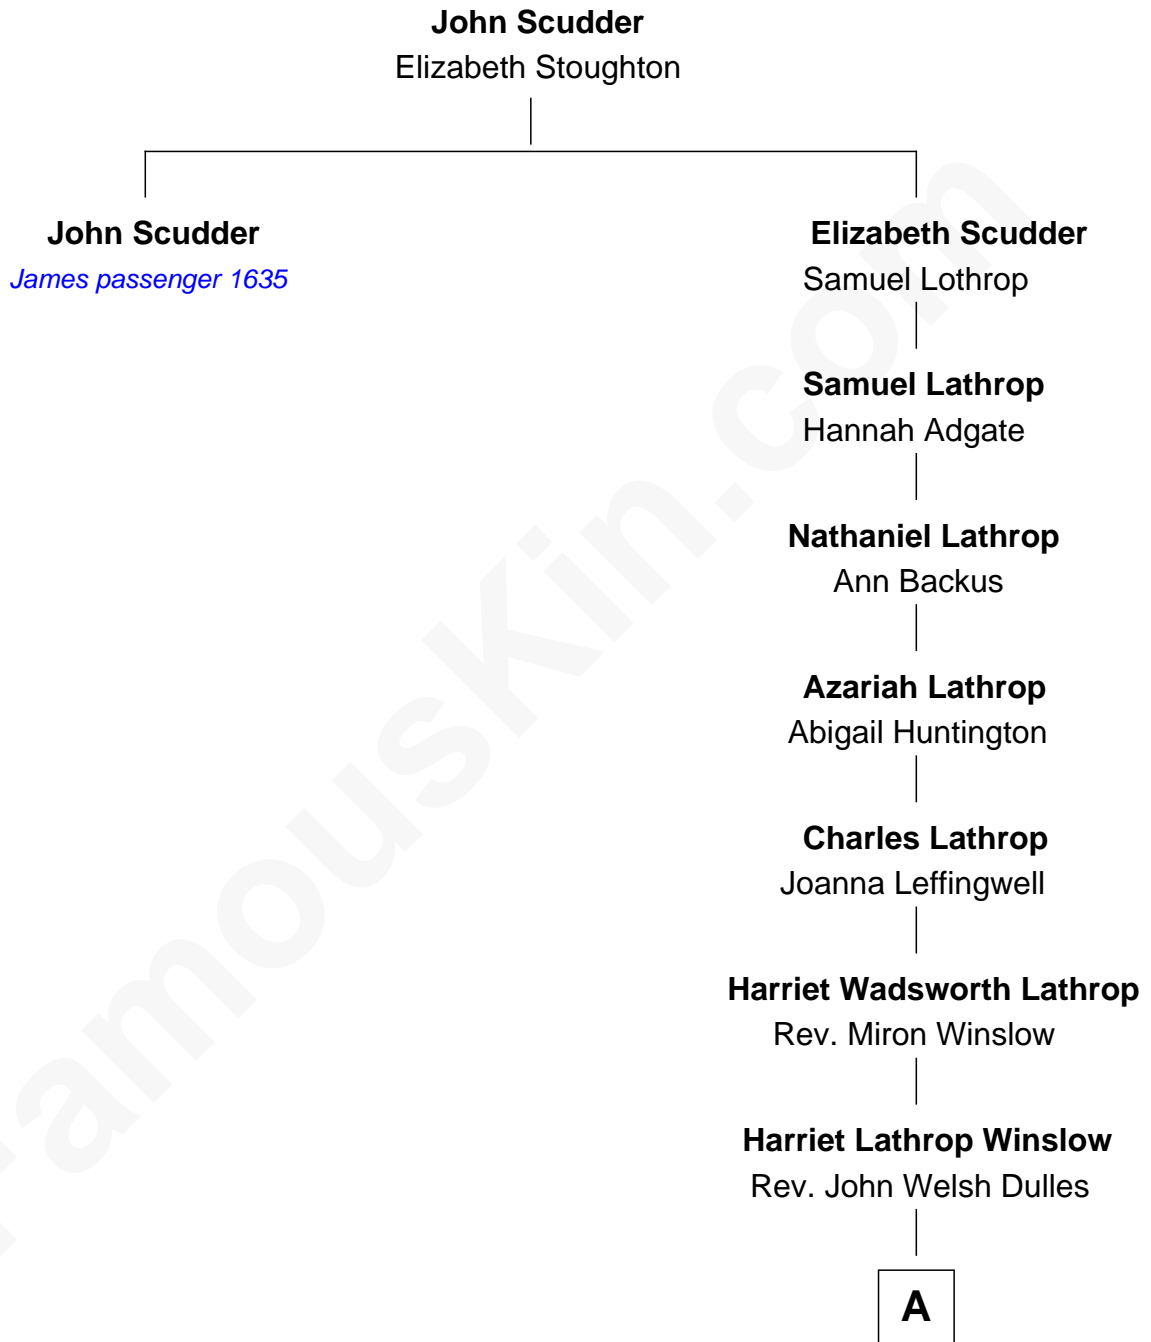 John Scudder
Elizabeth Stoughton
John Scudder
James passenger 1635
Elizabeth Scudder
Samuel Lothrop
Samuel Lathrop
Hannah Adgate
Nathaniel Lathrop
Ann Backus
Azariah Lathrop
Abigail Huntington
Charles Lathrop
Joanna Leffingwell
Harriet Wadsworth Lathrop
Rev. Miron Winslow
Harriet Lathrop Winslow
Rev. John Welsh Dulles
A
FamousKin.com